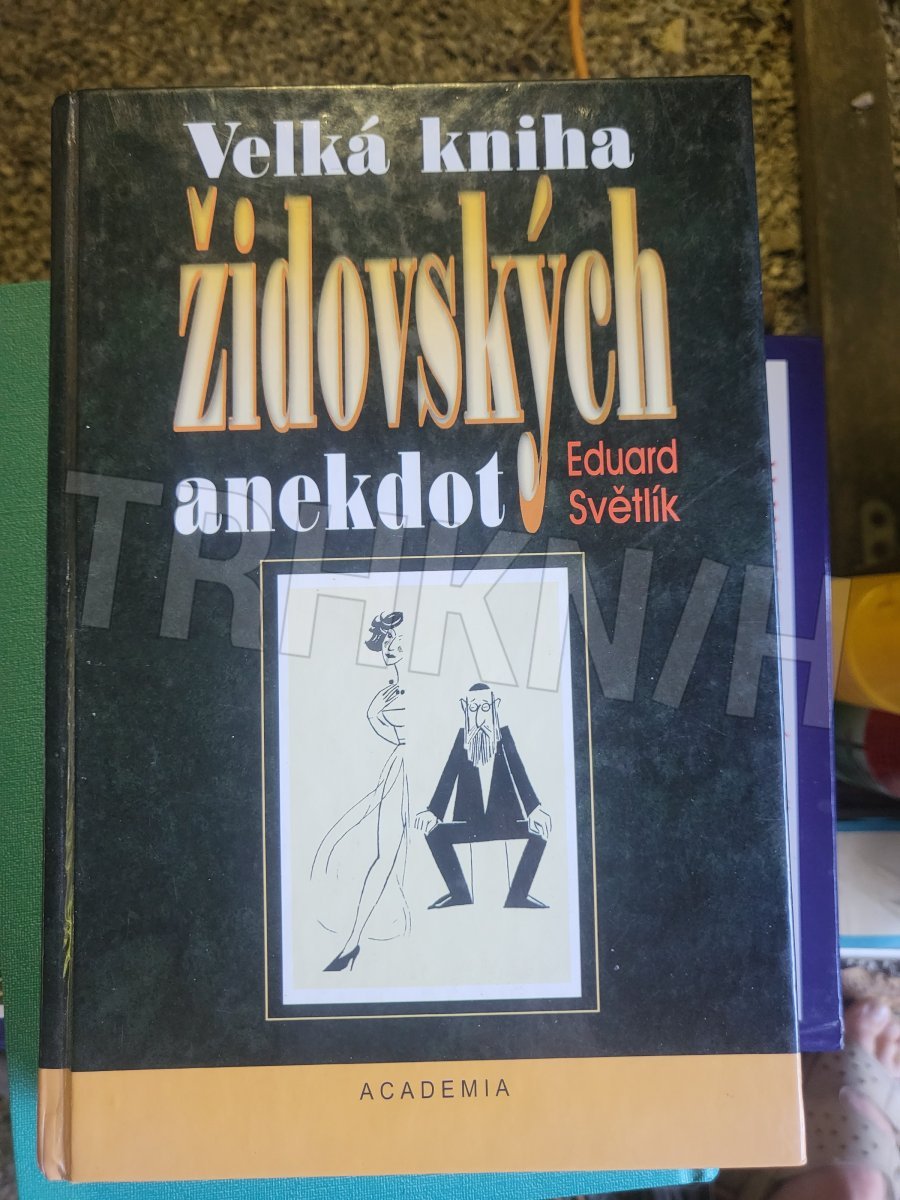 Velká kniha
židovských
anekdot
Eduard
Světlík
TRHKNIH
ACADEMIA